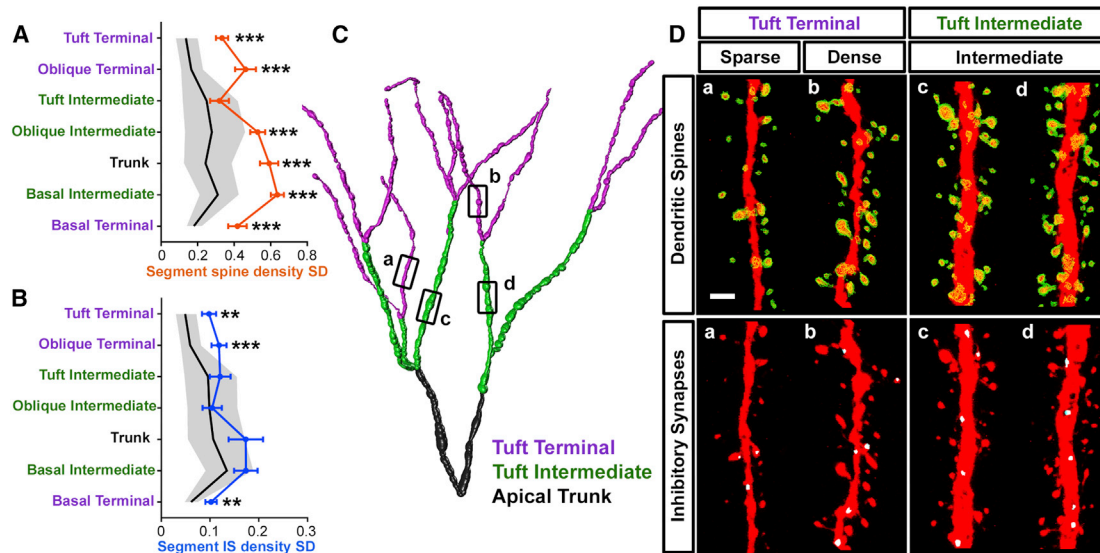 A
Tuft Terminal
***
Oblique Terminal
***
Tuft Intermediate
Oblique Intermediate
***
Trunk
***
Basal Intermediate
***
Basal Terminal
***
0 0.2 0.4 0.6 0.8
Segment spine density SD
B
Tuft Terminal
**
Oblique Terminal
***
Tuft Intermediate
Oblique Intermediate
Trunk
Basal Intermediate
Basal Terminal
**
0 0.1 0.2 0.3
Segment IS density SD
C
a
b
c
d
Tuft Terminal
Tuft Intermediate
Apical Trunk
D
Tuft Terminal Tuft Intermediate
Sparse Dense Intermediate
Dendritic Spines
a b c d
Inhibitory Synapses
a b c d